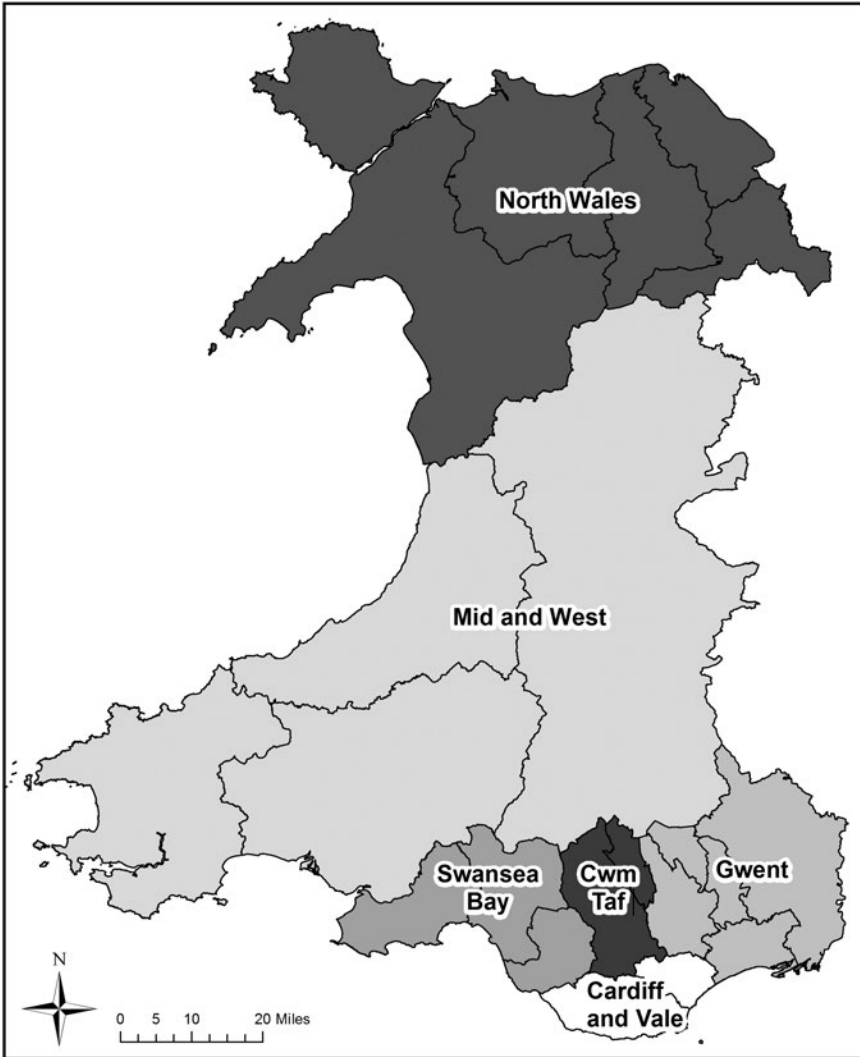 North Wales
Mid and West
Swansea
Bay
Cwm
Taf
Gwent
Cardiff
and Vale
N
0 5 10 20 Miles